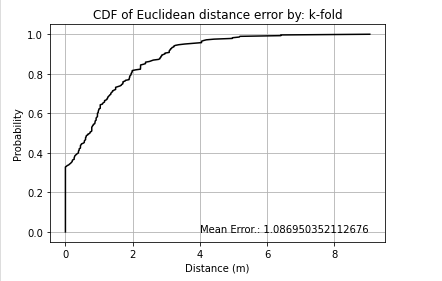 CDF of Euclidean distance error by: k-fold
1.0
0.8
0.6
0.4
0.2
0.0
Probability
Mean Error.: 1.086950352112676
0 2 4 6 8
Distance (m)